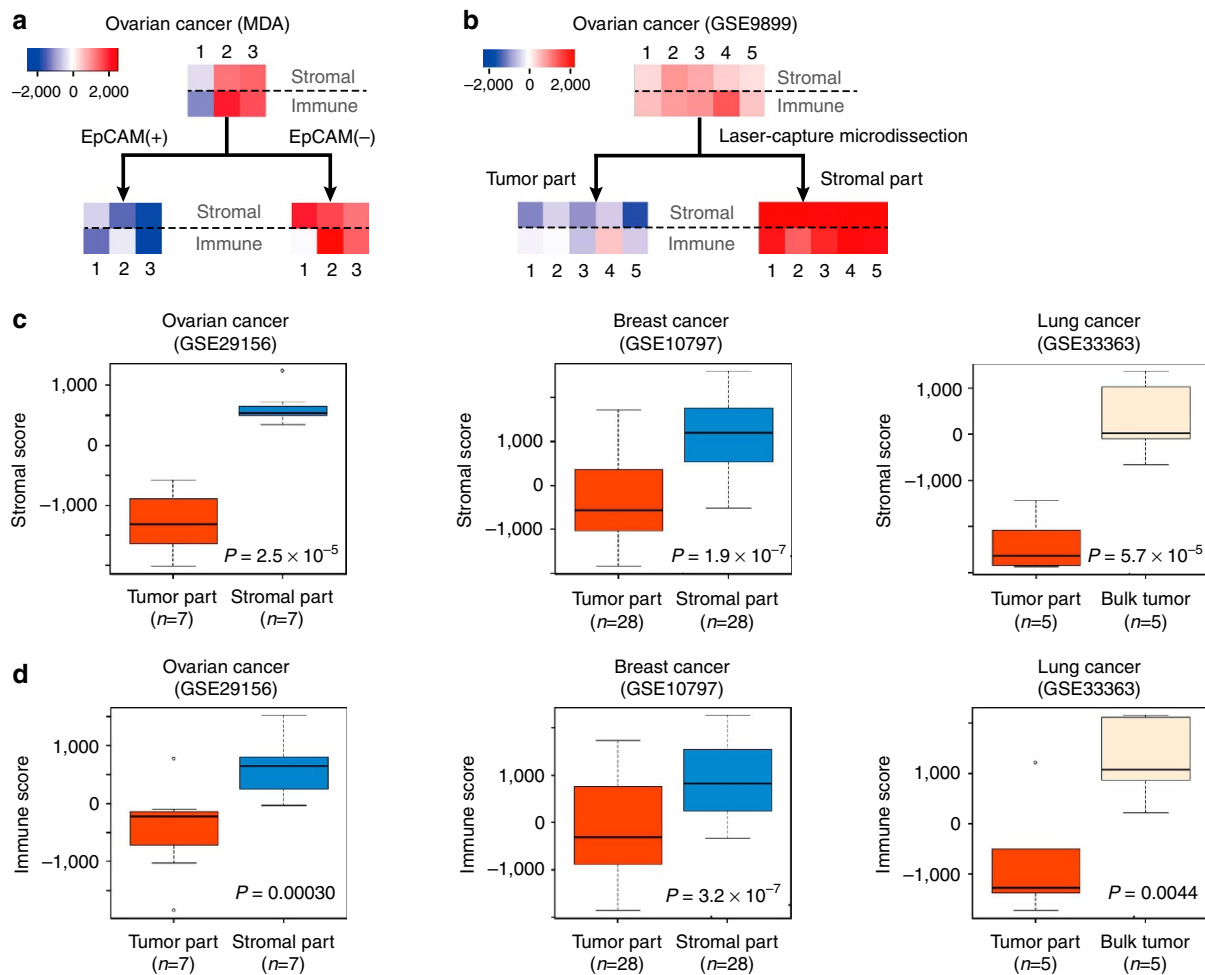 a
Ovarian cancer (MDA)
1 2 3
−2,000 0 2,000
Stromal
Immune
EpCAM(+)
EpCAM(−)
Stromal
Immune
1 2 3
1 2 3
b
Ovarian cancer (GSE9899)
1 2 3 4 5
−2,000 0 2,000
Stromal
Immune
Laser-capture microdissection
Tumor part
Stromal part
Stromal
Immune
1 2 3 4 5
1 2 3 4 5
c
Ovarian cancer
(GSE29156)
Stromal score
1,000
0
−1,000
P = 2.5 × 10⁻⁵
Tumor part
(n=7)
Stromal part
(n=7)
Breast cancer
(GSE10797)
Stromal score
1,000
0
−1,000
P = 1.9 × 10⁻⁷
Tumor part
(n=28)
Stromal part
(n=28)
Lung cancer
(GSE33363)
Stromal score
1,000
0
−1,000
P = 5.7 × 10⁻⁵
Tumor part
(n=5)
Bulk tumor
(n=5)
d
Ovarian cancer
(GSE29156)
Immune score
1,000
0
−1,000
P = 0.00030
Tumor part
(n=7)
Stromal part
(n=7)
Breast cancer
(GSE10797)
Immune score
1,000
0
−1,000
P = 3.2 × 10⁻⁷
Tumor part
(n=28)
Stromal part
(n=28)
Lung cancer
(GSE33363)
Immune score
1,000
0
−1,000
P = 0.0044
Tumor part
(n=5)
Bulk tumor
(n=5)